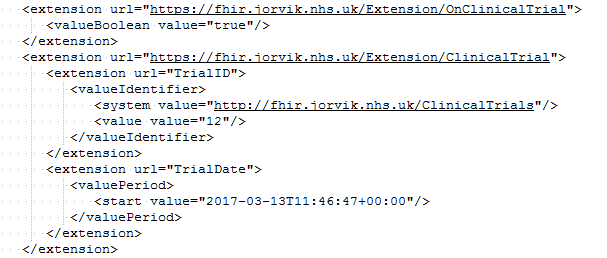 <extension url="https://fhir.jorvik.nhs.uk/Extension/OnClinicalTrial">
<valueBoolean value="true"/>
</extension>
<extension url="https://fhir.jorvik.nhs.uk/Extension/ClinicalTrial">
<extension url="TrialID">
<valueIdentifier>
<system value="http://fhir.jorvik.nhs.uk/ClinicalTrials"/>
<value value="12"/>
</valueIdentifier>
</extension>
<extension url="TrialDate">
<valuePeriod>
<start value="2017-03-13T11:46:47+00:00"/>
</valuePeriod>
</extension>
</extension>